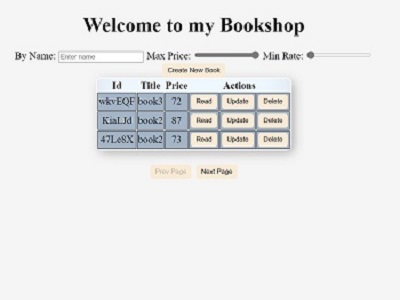 Welcome to my Bookshop
By Name: Enter name Max Price: Min Rate:
Create New Book
Id Title Price Actions
wkvEQF book3 72 Read Update Delete
book2 87 Read Update Delete
47LeSX book2 73 Read Update Delete
Prev Page Next Page